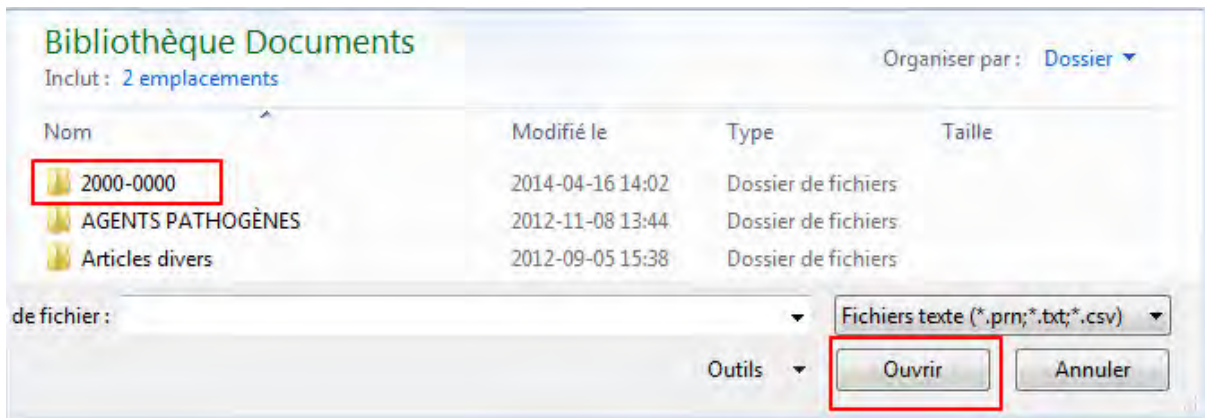 Bibliothèque Documents
Inclut : 2 emplacements
Organiser par : Dossier
Nom Modifié le Type Taille
2000-0000 2014-04-16 14:02 Dossier de fichiers
AGENTS PATHOGÈNES 2012-11-08 13:44 Dossier de fichiers
Articles divers 2012-09-05 15:38 Dossier de fichiers
de fichier : Fichiers texte (*.prn;*.txt;*.csv)
Outils Ouvrir Annuler